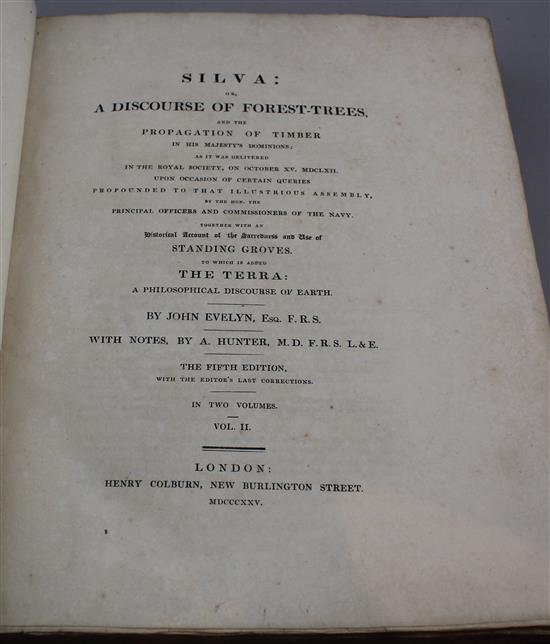 SILVA:
OR,
A DISCOURSE OF FOREST-TREES,
AND THE
PROPAGATION OF TIMBER
IN HIS MAJESTY'S DOMINIONS;
AS IT WAS DELIVERED
IN THE ROYAL SOCIETY, ON OCTOBER XV. MDCLXII.
UPON OCCASION OF CERTAIN QUERIES
PROPOUNDED TO THAT ILLUSTRIOUS ASSEMBLY,
BY THE HON. THE
PRINCIPAL OFFICERS AND COMMISSIONERS OF THE NAVY.
TOGETHER WITH AN
Historical Account of the Sacredness and Use of
STANDING GROVES.
TO WHICH IS ADDED
THE TERRA:
A PHILOSOPHICAL DISCOURSE OF EARTH.
BY JOHN EVELYN, ESQ. F.R.S.
WITH NOTES, BY A. HUNTER, M.D. F.R.S. L.&E.
THE FIFTH EDITION,
WITH THE EDITOR'S LAST CORRECTIONS.
IN TWO VOLUMES.
VOL. II.
LONDON:
HENRY COLBURN, NEW BURLINGTON STREET.
MDCCCXXV.